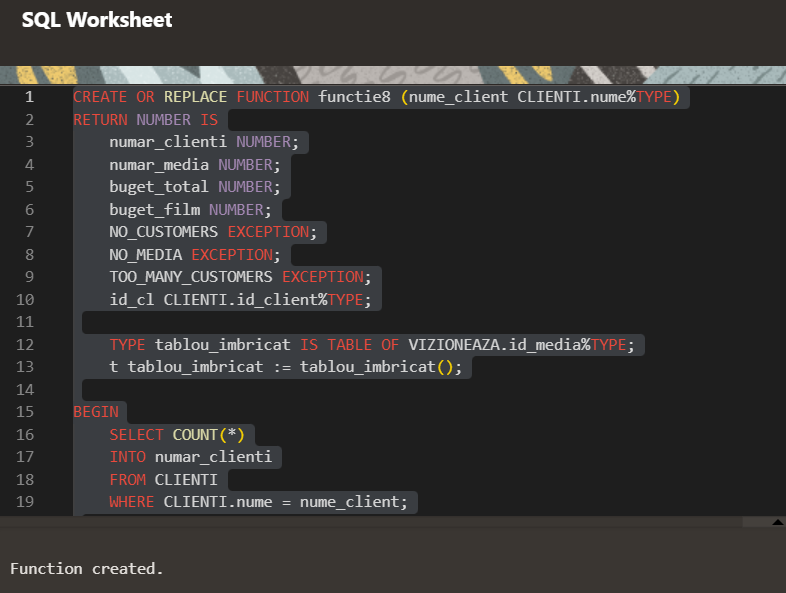 SQL Worksheet
1 CREATE OR REPLACE FUNCTION functie8 (nume_client CLIENTI.nume%TYPE)
2 RETURN NUMBER IS
3 numar_clienti NUMBER;
4 numar_media NUMBER;
5 buget_total NUMBER;
6 buget_film NUMBER;
7 NO_CUSTOMERS EXCEPTION;
8 NO_MEDIA EXCEPTION;
9 TOO_MANY_CUSTOMERS EXCEPTION;
10 id_cl CLIENTI.id_client%TYPE;
11
12 TYPE tablou_imbricat IS TABLE OF VIZIONEAZA.id_media%TYPE;
13 t tablou_imbricat := tablou_imbricat();
14
15 BEGIN
16 SELECT COUNT(*)
17 INTO numar_clienti
18 FROM CLIENTI
19 WHERE CLIENTI.nume = nume_client;
Function created.